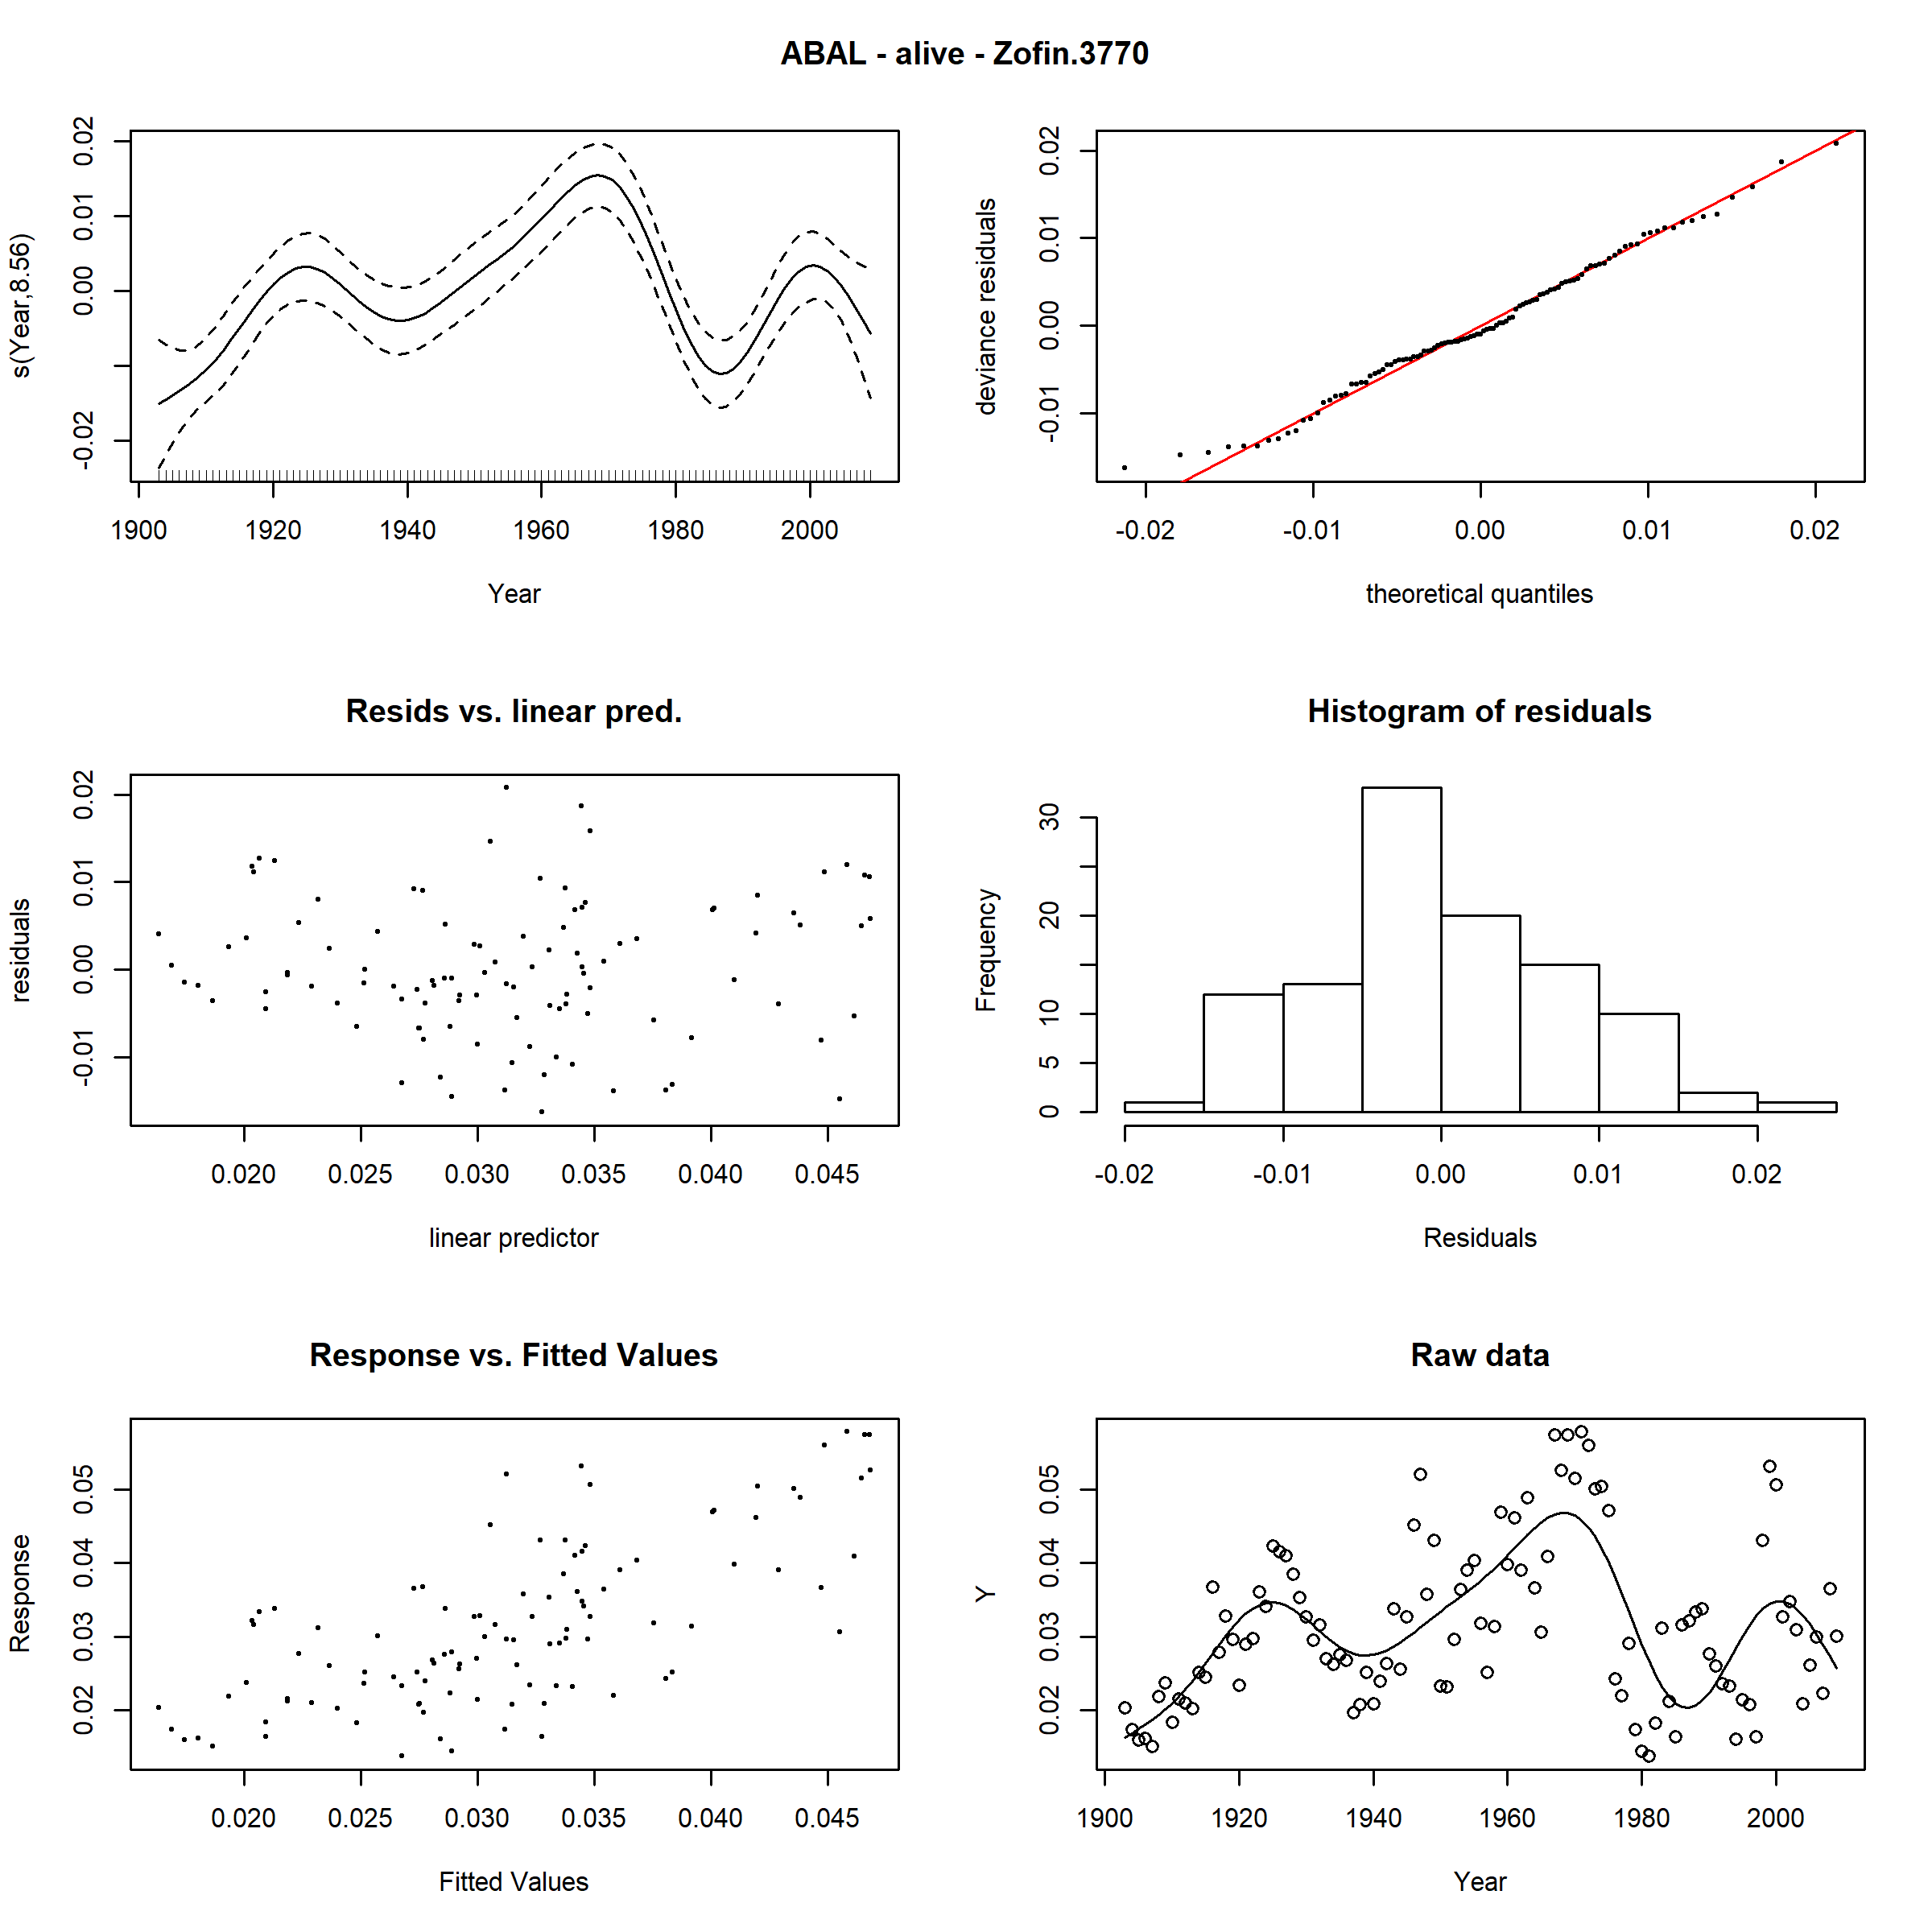 ABAL - alive - Zofin.3770
s(Year,8.56)
-0.02 0.00 0.01 0.02
1900 1920 1940 1960 1980 2000
Year
deviance residuals
-0.01 0.00 0.01 0.02
-0.02 -0.01 0.00 0.01 0.02
theoretical quantiles
Resids vs. linear pred.
residuals
-0.01 0.00 0.01 0.02
0.020 0.025 0.030 0.035 0.040 0.045
linear predictor
Histogram of residuals
Frequency
0 5 10 20 30
-0.02 -0.01 0.00 0.01 0.02
Residuals
Response vs. Fitted Values
Response
0.02 0.03 0.04 0.05
0.020 0.025 0.030 0.035 0.040 0.045
Fitted Values
Raw data
Y
0.02 0.03 0.04 0.05
1900 1920 1940 1960 1980 2000
Year